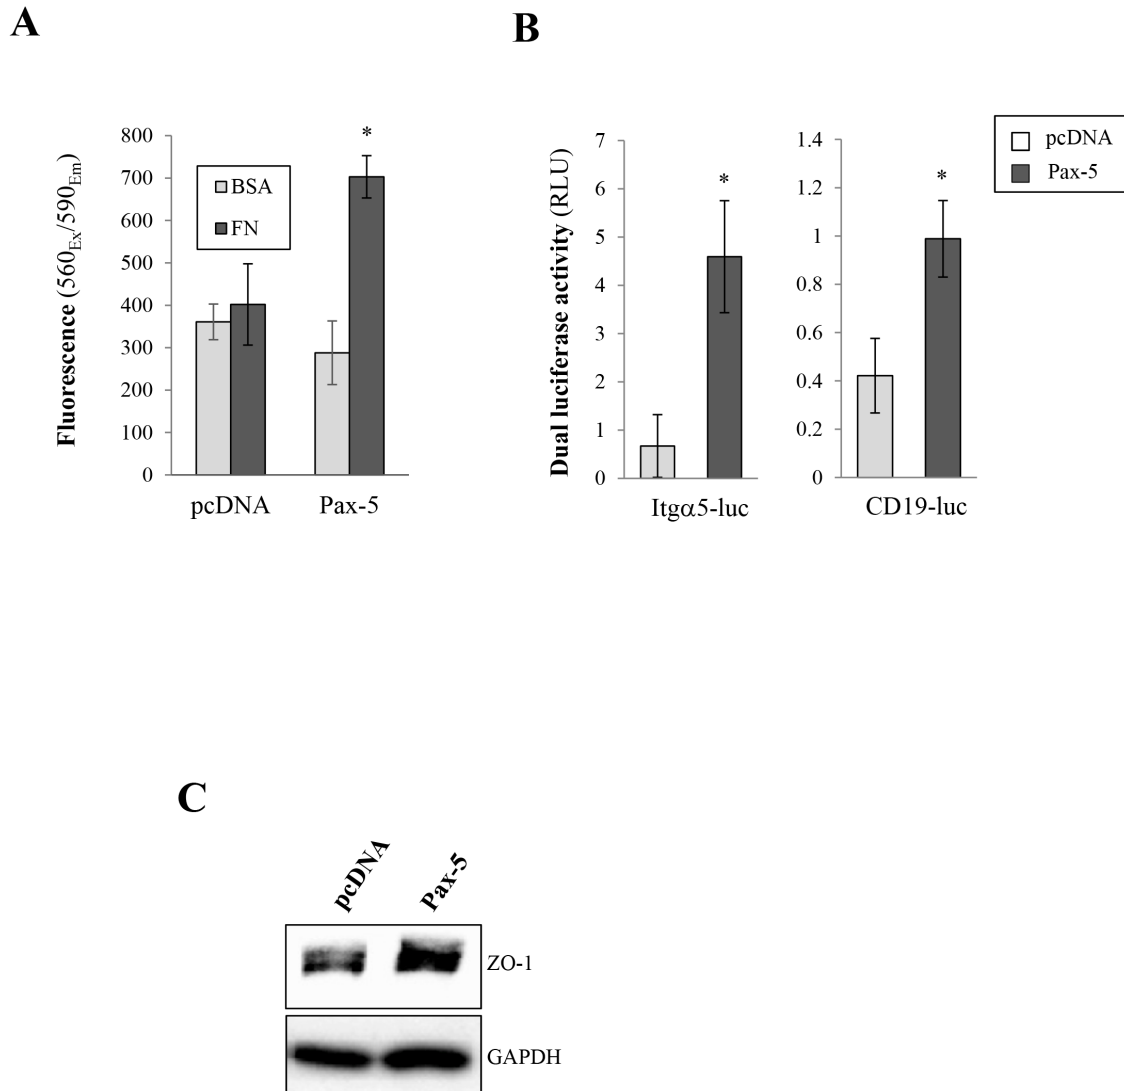 A
B
Fluorescence (560Ex/590Em)
800
700
600
500
400
300
200
100
0
*
BSA
FN
pcDNA Pax-5
Dual luciferase activity (RLU)
7
6
5
4
3
2
1
0
*
Itgα5-luc
1.4
1.2
1
0.8
0.6
0.4
0.2
0
*
CD19-luc
pcDNA
Pax-5
C
pcDNA Pax-5
ZO-1
GAPDH